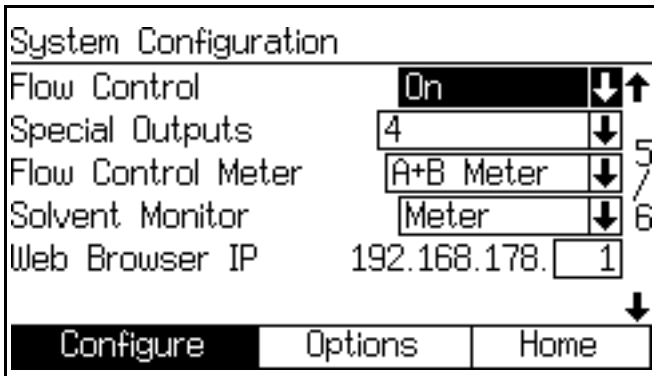 System Configuration
Flow Control On
Special Outputs 4
Flow Control Meter A+B Meter
Solvent Monitor Meter
Web Browser IP 192.168.178. 1
5/6
Configure Options Home